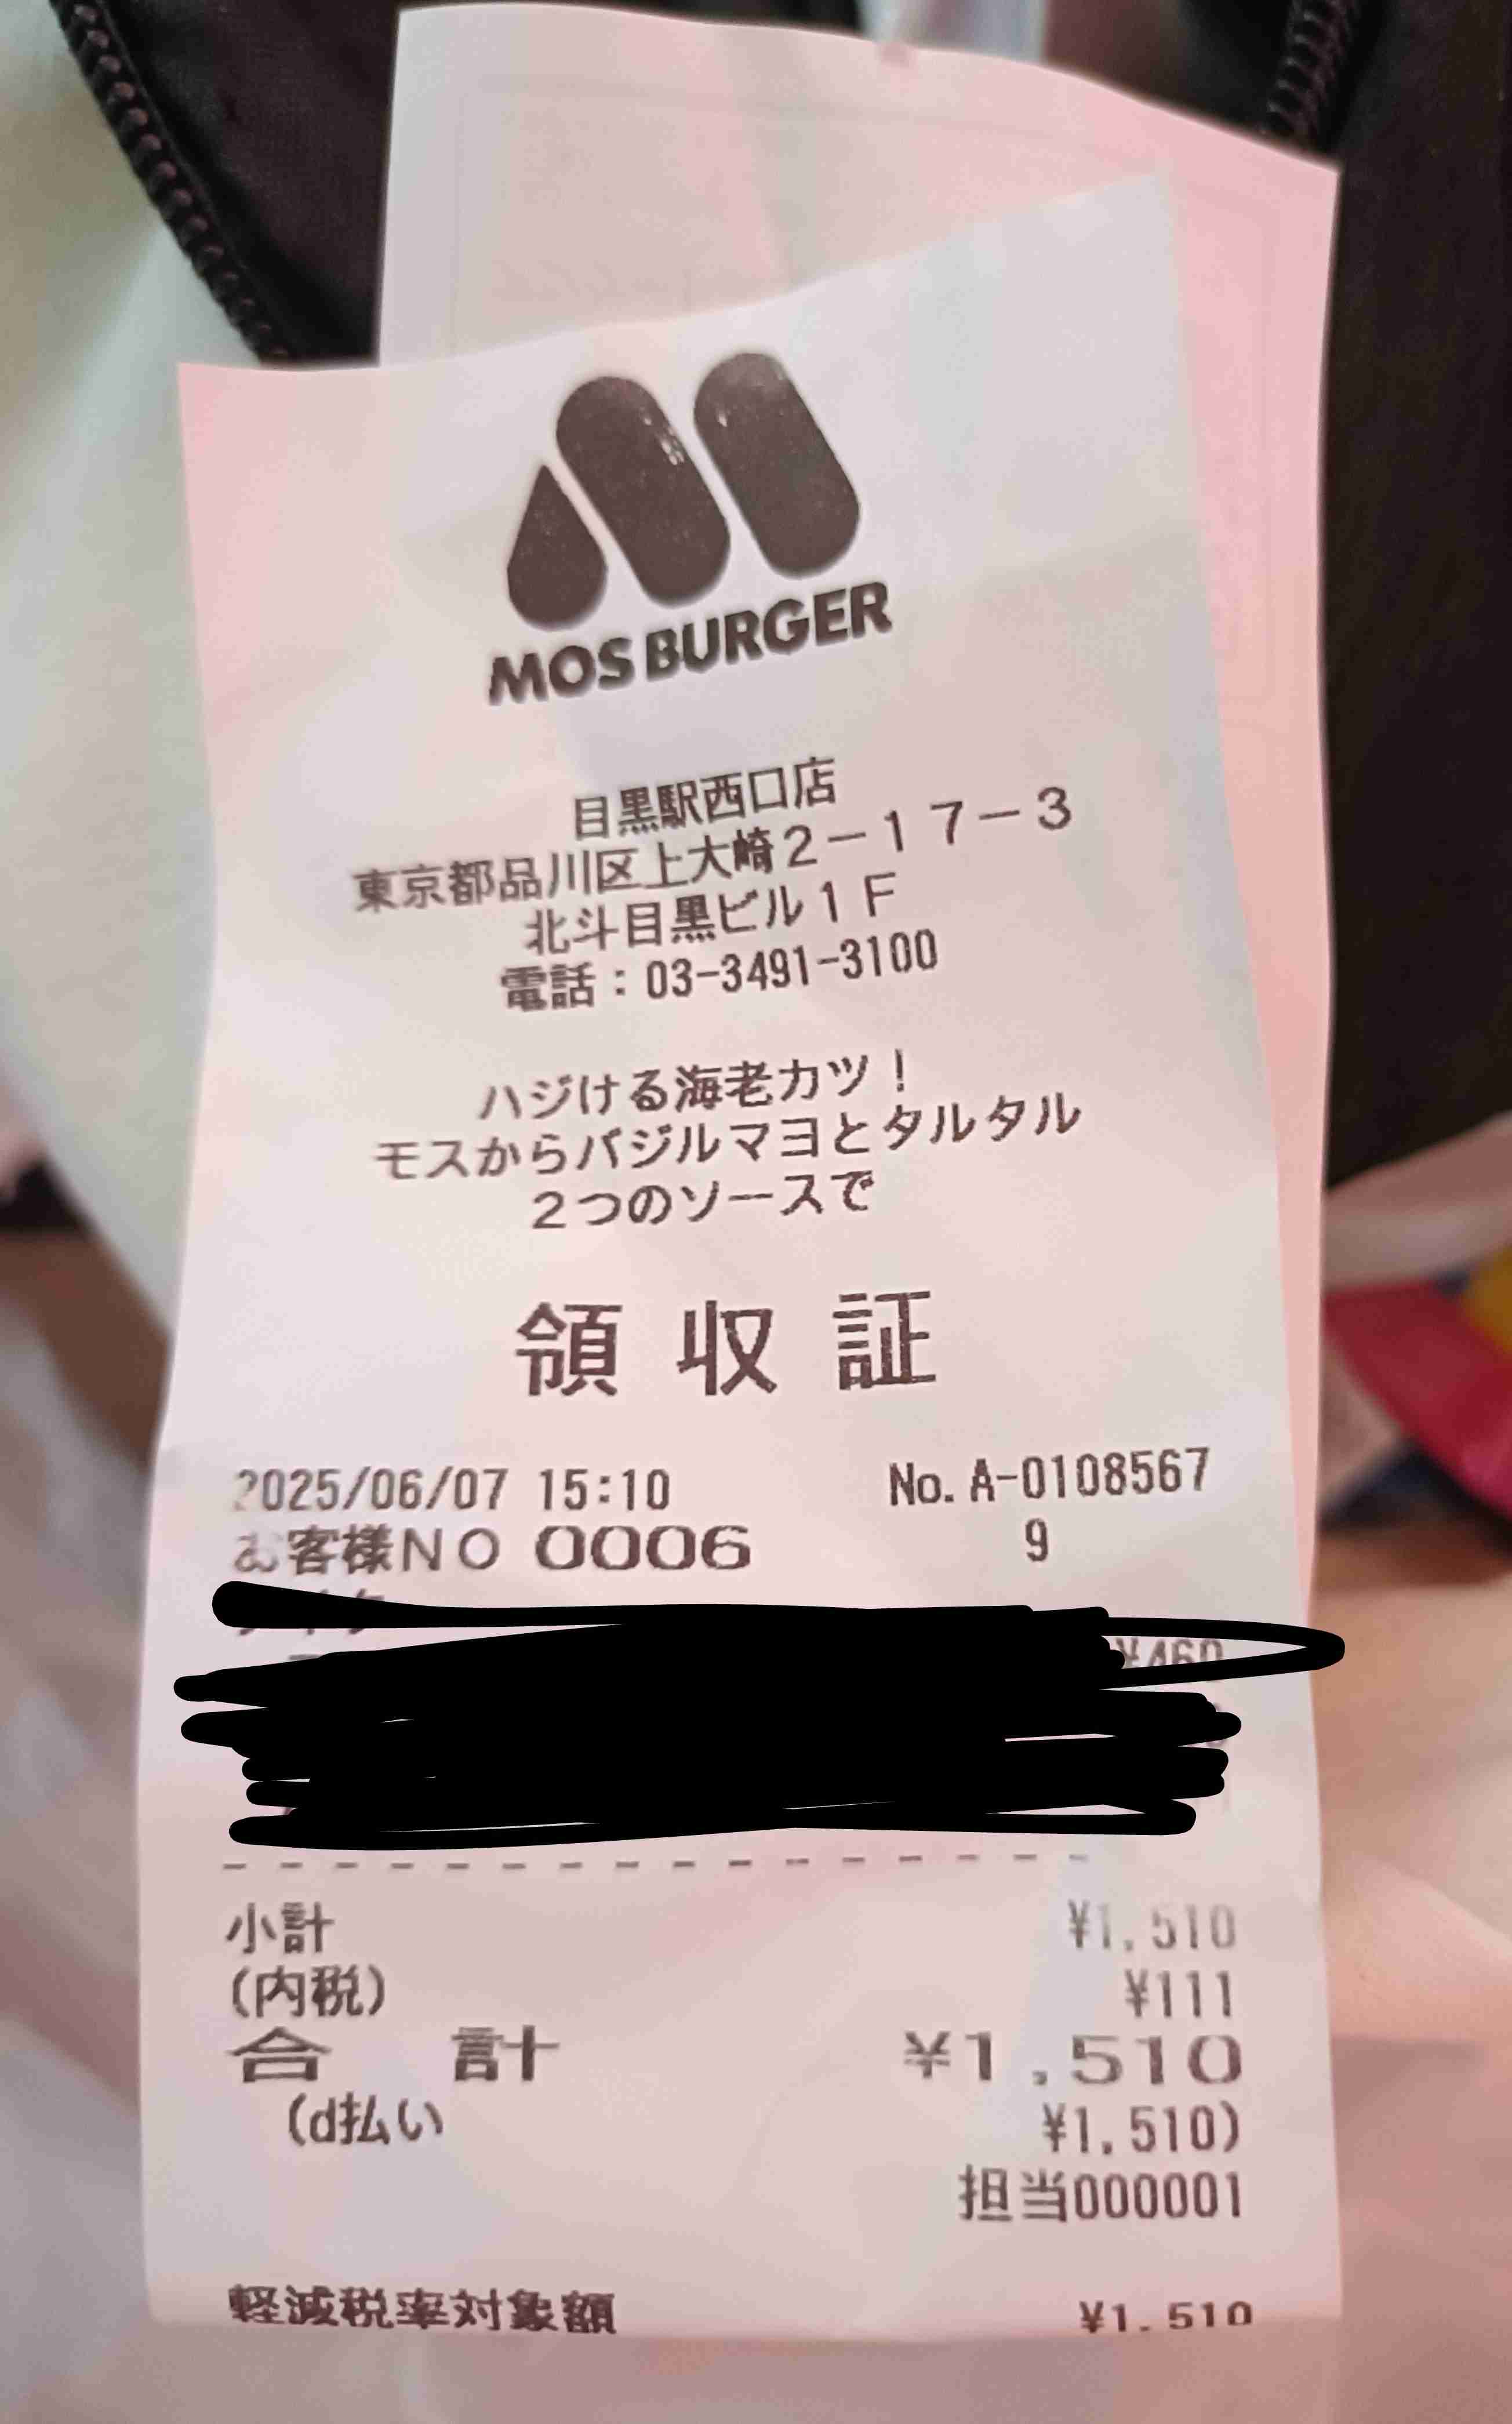 MOS BURGER
目黒駅西口店
東京都品川区上大崎2-17-3
北斗目黒ビル1F
電話：03-3491-3100
ハジける海老カツ！
モスからバジルマヨとタルタル
2つのソースで
領収証
2025/06/07 15:10 No. A-0108567
お客様NO 0006 9
¥460
小計 ¥1,510
(内税) ¥111
合計 ¥1,510
(d払い ¥1,510)
担当000001
軽減税率対象額 ¥1,510